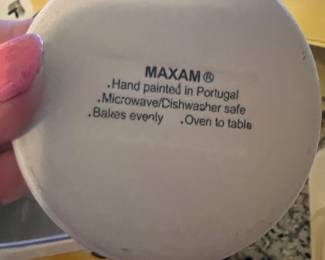 MAXAM®
.Hand painted in Portugal
.Microwave/Dishwasher safe
.Bakes evenly .Oven to table